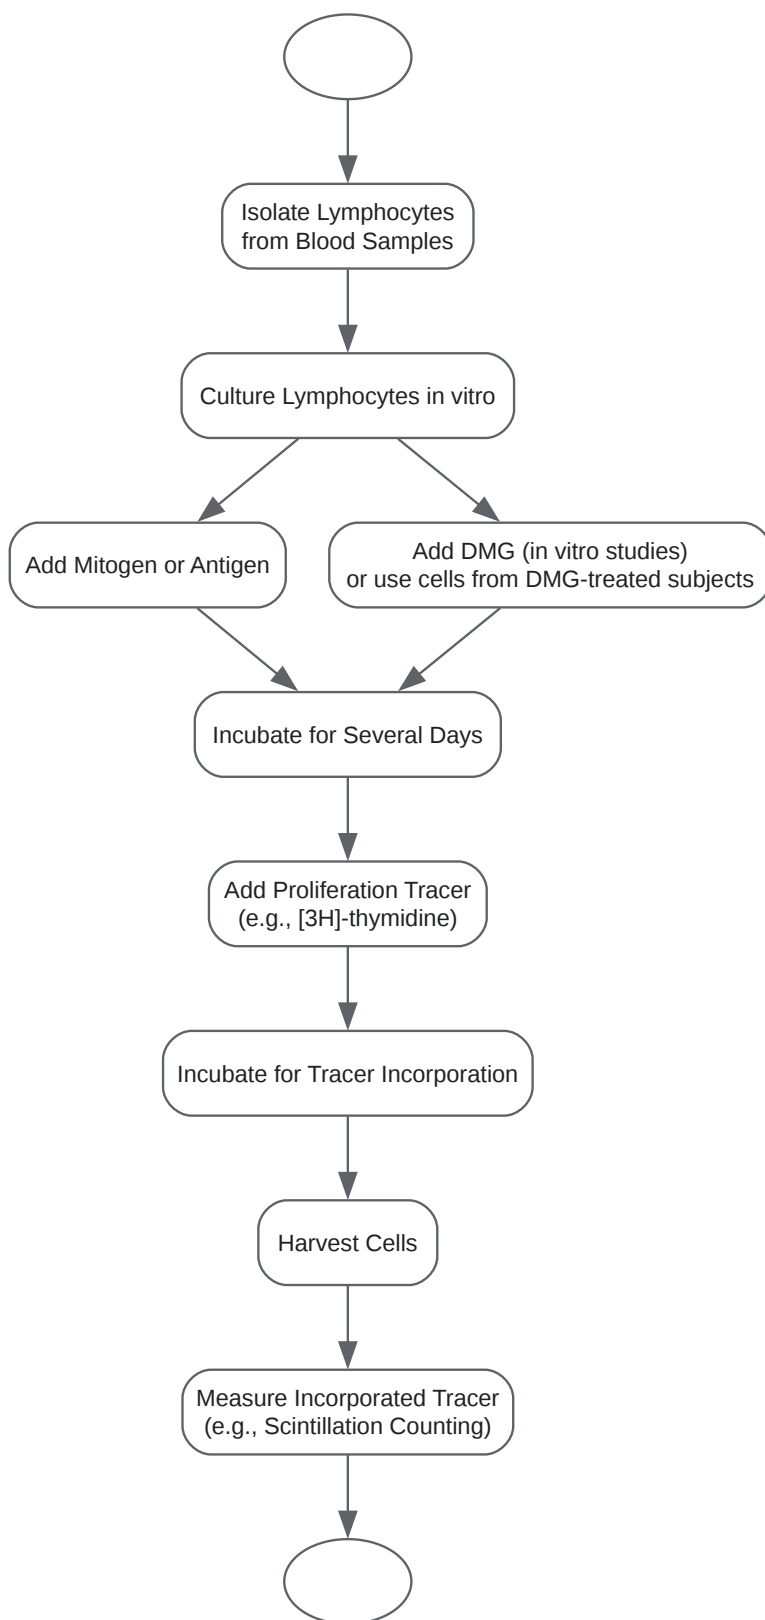 Isolate Lymphocytes
from Blood Samples
Culture Lymphocytes in vitro
Add Mitogen or Antigen
Add DMG (in vitro studies)
or use cells from DMG-treated subjects
Incubate for Several Days
Add Proliferation Tracer
(e.g., [3H]-thymidine)
Incubate for Tracer Incorporation
Harvest Cells
Measure Incorporated Tracer
(e.g., Scintillation Counting)